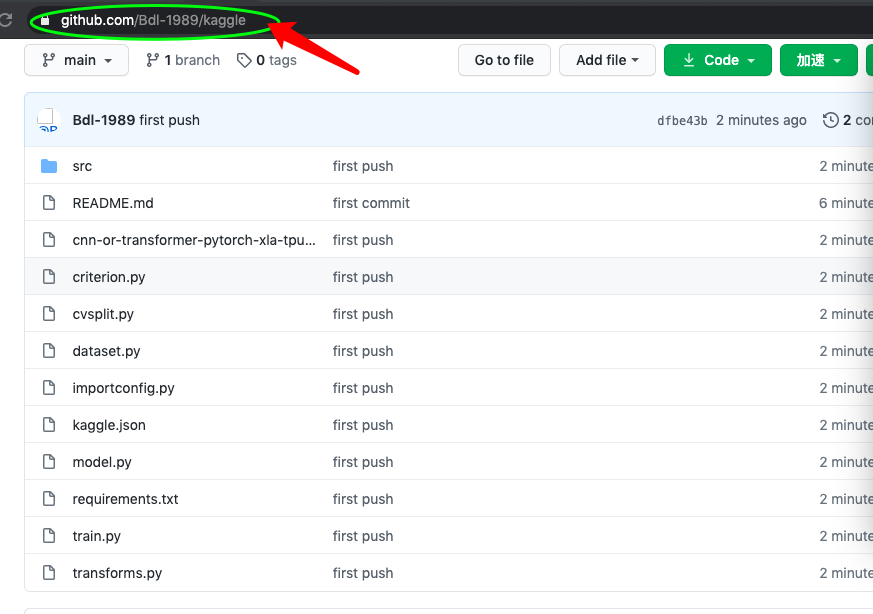 github.com/Bdl-1989/kaggle
main 1 branch 0 tags Go to file Add file Code 加速
Bdl-1989 first push dfbe43b 2 minutes ago 2 co
src first push 2 minute
README.md first commit 6 minute
cnn-or-transformer-pytorch-xla-tpu... first push 2 minute
criterion.py first push 2 minute
cvsplit.py first push 2 minute
dataset.py first push 2 minute
importconfig.py first push 2 minute
kaggle.json first push 2 minute
model.py first push 2 minute
requirements.txt first push 2 minute
train.py first push 2 minute
transforms.py first push 2 minute